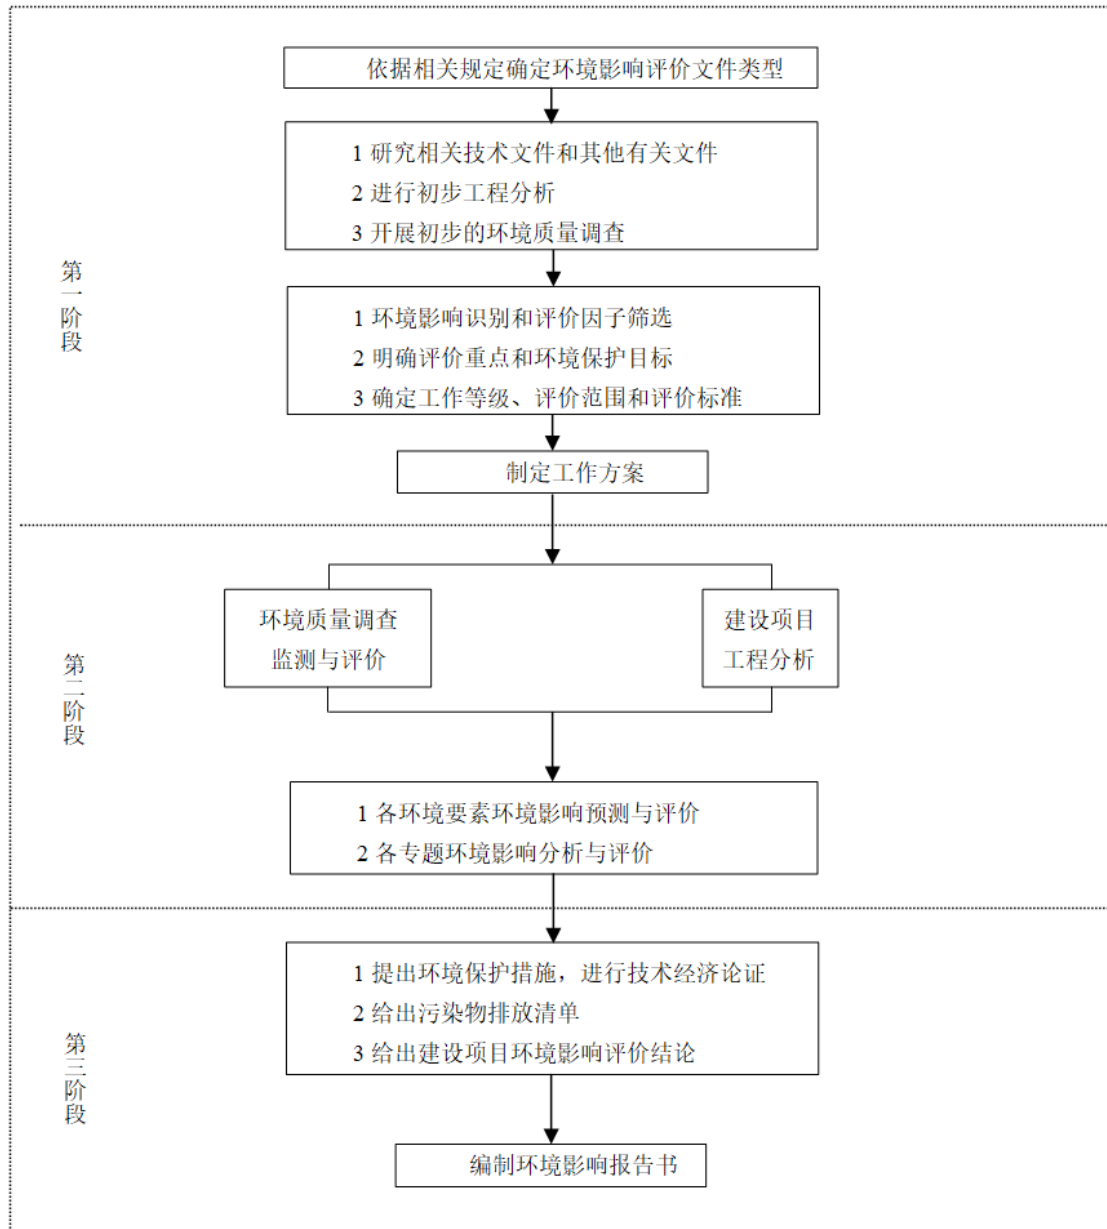 依据相关规定确定环境影响评价文件类型
1 研究相关技术文件和其他有关文件
2 进行初步工程分析
3 开展初步的环境质量调查
第一阶段
1 环境影响识别和评价因子筛选
2 明确评价重点和环境保护目标
3 确定工作等级、评价范围和评价标准
制定工作方案
第二阶段
环境质量调查
监测与评价
建设项目
工程分析
1 各环境要素环境影响预测与评价
2 各专题环境影响分析与评价
第三阶段
1 提出环境保护措施，进行技术经济论证
2 给出污染物排放清单
3 给出建设项目环境影响评价结论
编制环境影响报告书